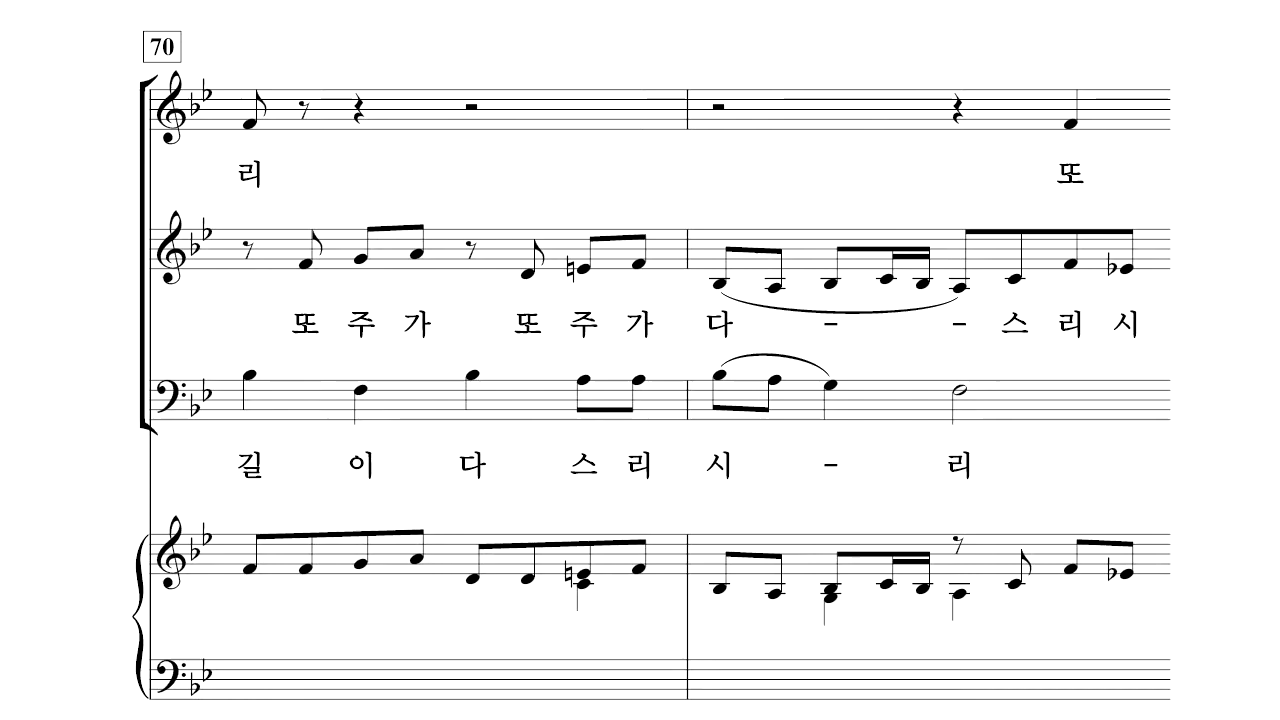 70
리 또
또 주 가 또 주 가 다 - - 스 리 시
길 이 다 스 리 시 - 리